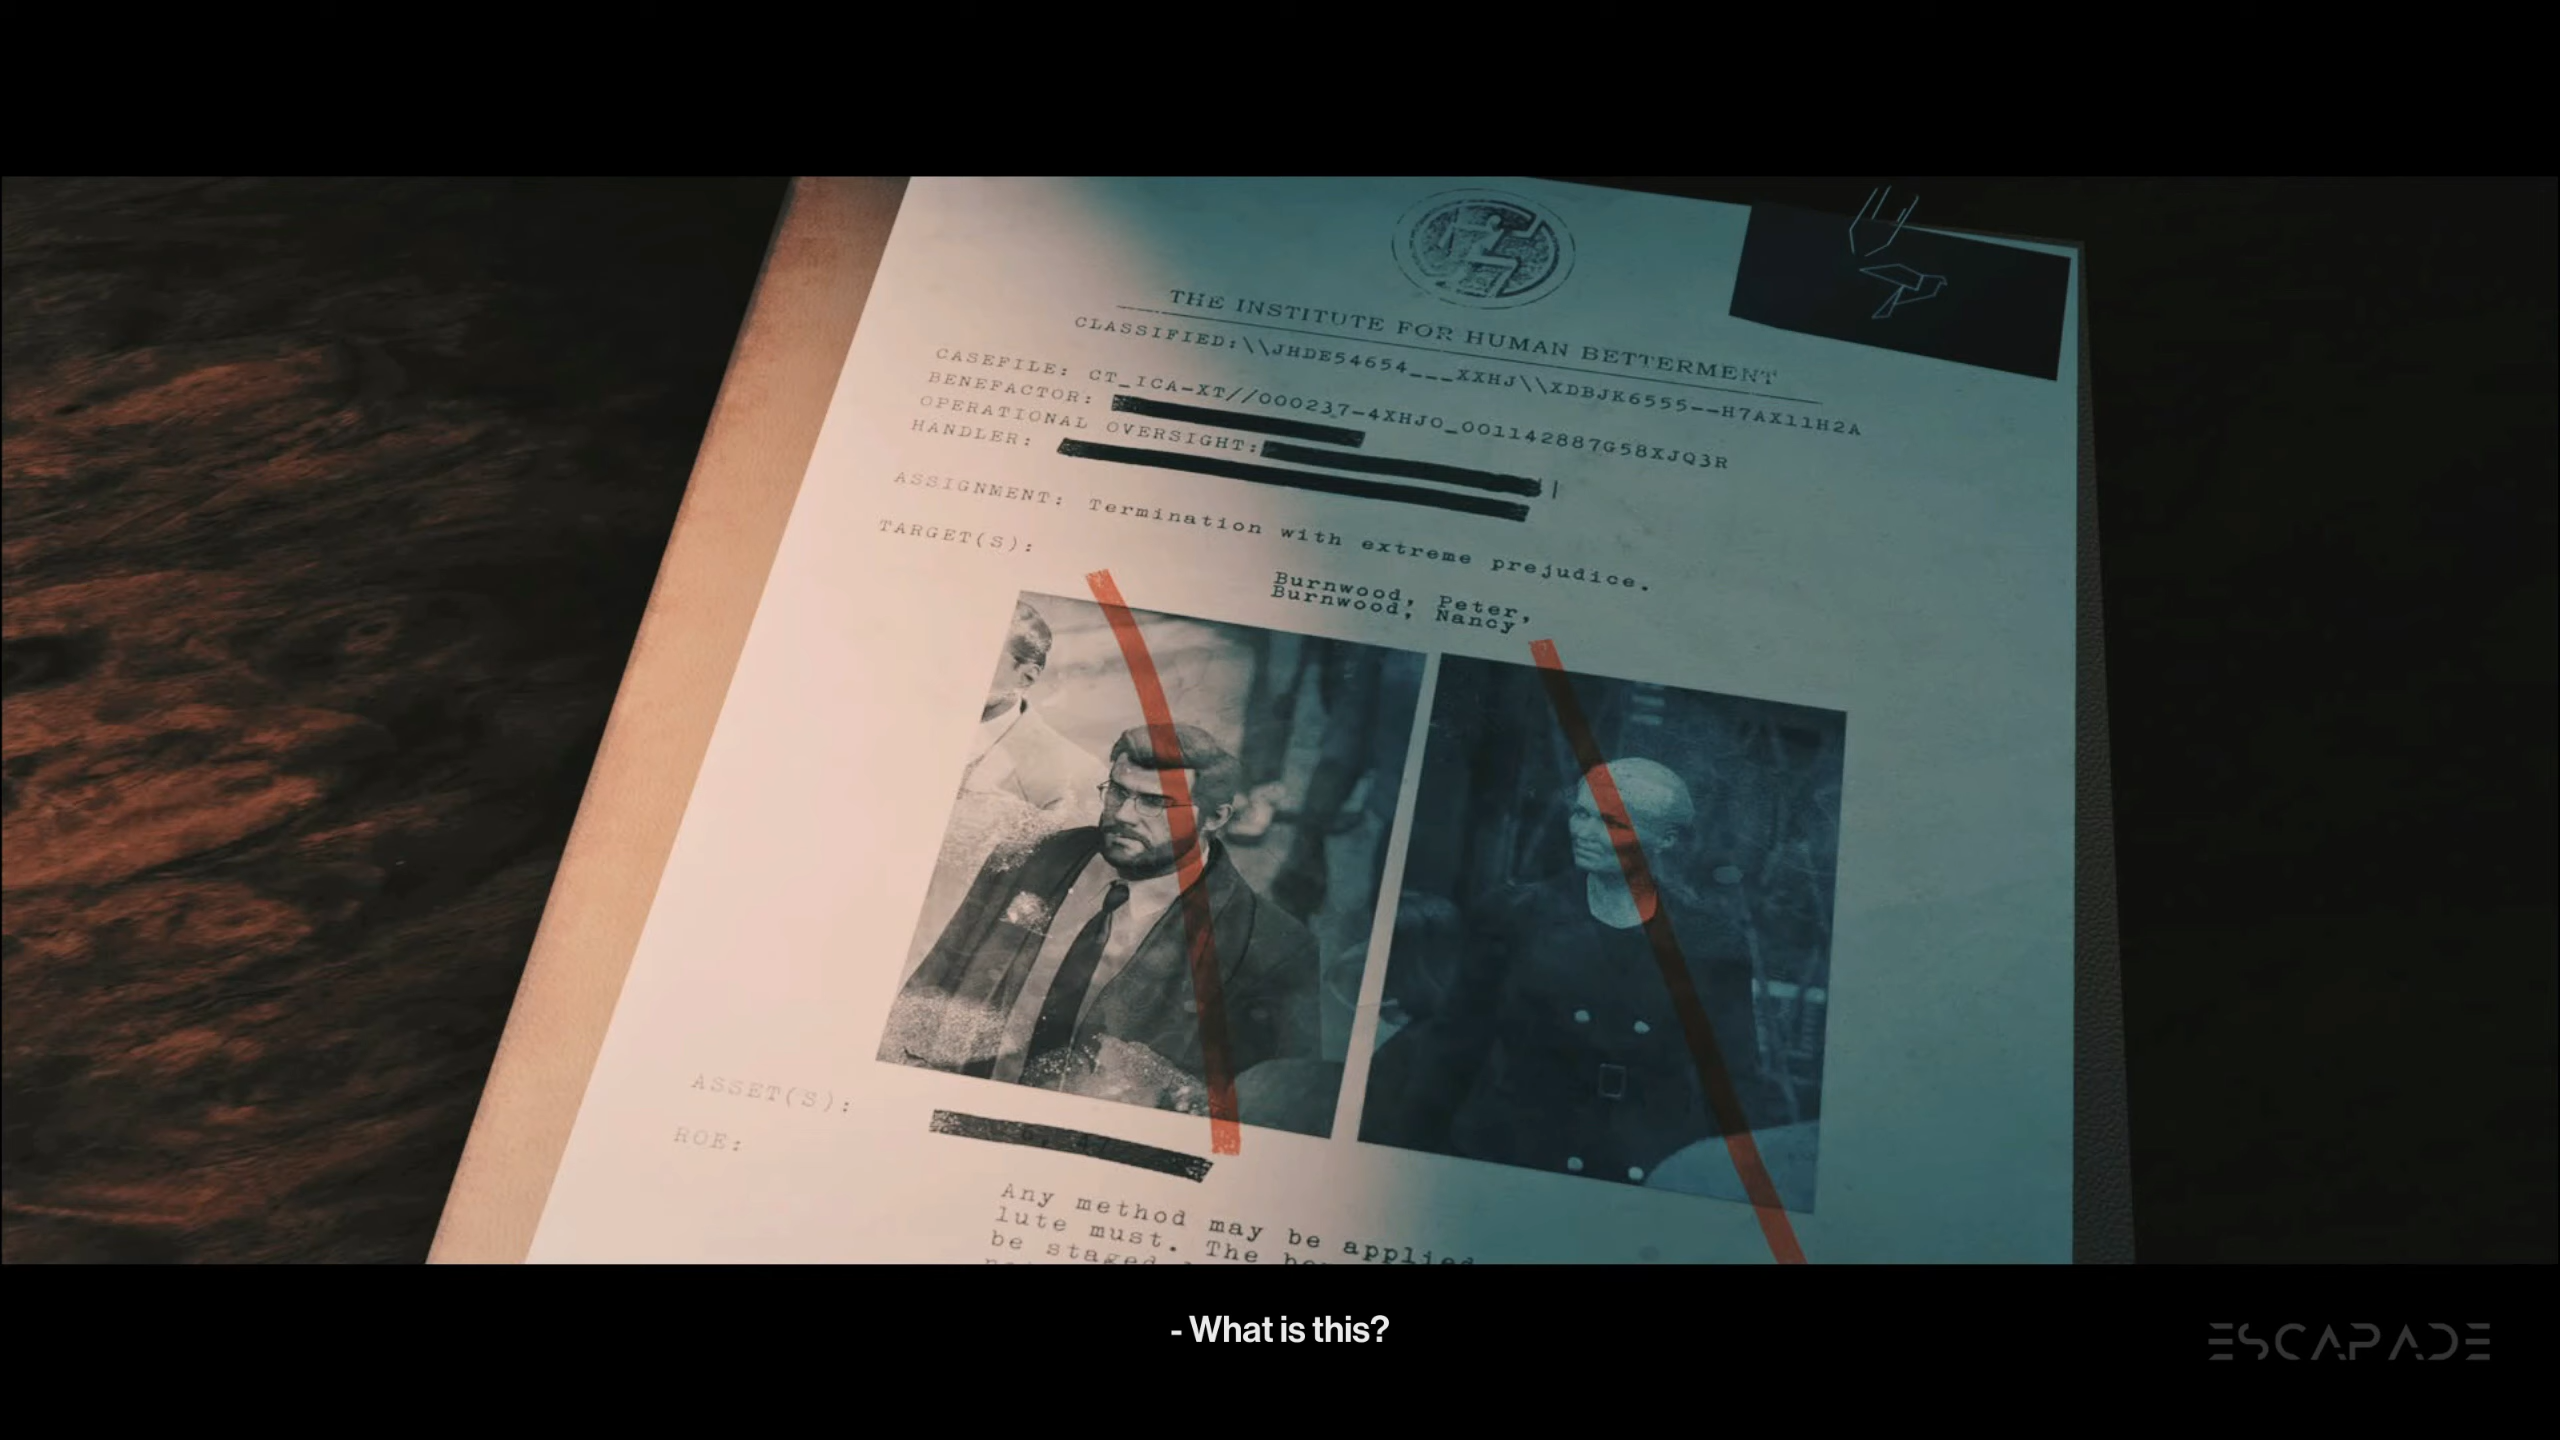 THE INSTITUTE FOR HUMAN BETTERMENT
CLASSIFIED:\\JHDE54654___XXHJ\\XDBJK6555--H7AX11H2A
CASEFILE: CT_ICA-XT//000237-4XHJO_001142887G58XJQ3R
BENEFACTOR:
OPERATIONAL OVERSIGHT:
HANDLER:
ASSIGNMENT: Termination with extreme prejudice.
TARGET(S):
Burnwood, Peter,
Burnwood, Nancy
ASSET(S):
ROE:
Any method may be applied
lute must. The
be staged
- What is this?
ESCAPADE